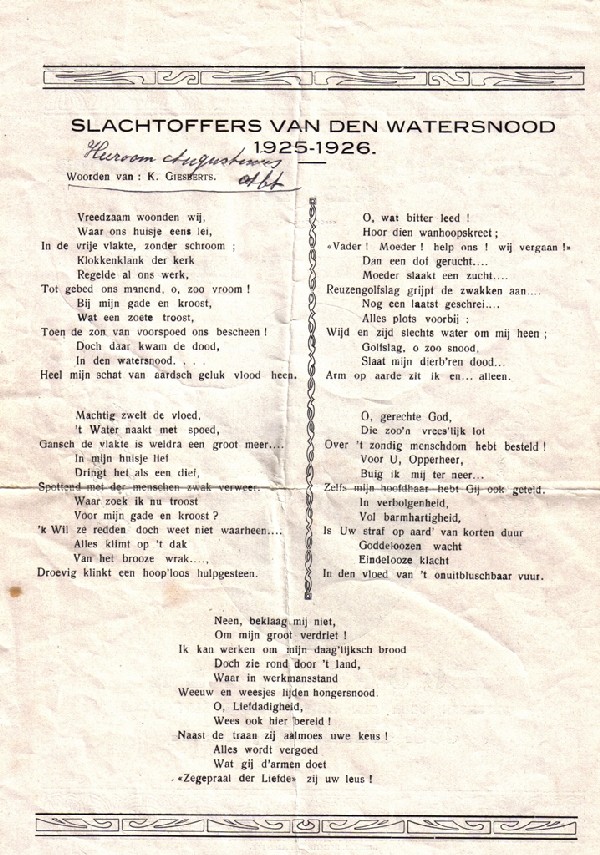 SLACHTOFFERS VAN DEN WATERSNOOD
1925-1926.
Heeroom Augustinus
Abt
Woorden van : K. GIESBERTS.
Vreedzaam woonden wij,
Waar ons huisje eens lei,
In de vrije vlakte, zonder schroom ;
Klokkenklank der kerk
Regelde al ons werk,
Tot gebed ons manend, o, zoo vroom !
Bij mijn gade en kroost,
Wat een zoete troost,
Toen de zon van voorspoed ons bescheen !
Doch daar kwam de dood,
In den watersnood. . . .
Heel mijn schat van aardsch geluk vlood heen.
Machtig zwelt de vloed,
't Water naakt met spoed,
Gansch de vlakte is weldra een groot meer....
In mijn huisje lief
Dringt het als een dief,
Spottend met der menschen zwak verweer.
Waar zoek ik nu troost
Voor mijn gade en kroost ?
'k Wil ze redden doch weet niet waarheen....
Alles klimt op 't dak
Van het brooze wrak....,
Droevig klinkt een hoop'loos hulpgesteen.
O, wat bitter leed !
Hoor dien wanhoopskreet ;
«Vader ! Moeder ! help ons ! wij vergaan !»
Dan een dof gerucht....
Moeder slaakt een zucht....
Reuzengolfslag grijpt de zwakken aan....
Nog een laatst geschrei....
Alles plots voorbij ;
Wijd en zijd slechts water om mij heen ;
Golfslag, o zoo snood,
Slaat mijn dierb'ren dood...
Arm op aarde zit ik en... alleen.
O, gerechte God,
Die zoo'n vrees'lijk lot
Over 't zondig menschdom hebt besteld !
Voor U, Opperheer,
Buig ik mij ter neer...
Zelfs mijn hoofdhaar hebt Gij ook geteld.
In verbolgenheid,
Vol barmhartigheid,
Is Uw straf op aard' van korten duur
Goddeloozen wacht
Eindelooze klacht
In den vloed van 't onuitbluschbaar vuur.
Neen, beklaag mij niet,
Om mijn groot verdriet !
Ik kan werken om mijn daag'lijksch brood
Doch zie rond door 't land,
Waar in werkmansstand
Weeuw en weesjes lijden hongersnood.
O, Liefdadigheid,
Wees ook hier bereid !
Naast de traan zij aalmoes uwe keus !
Alles wordt vergoed
Wat gij d'armen doet
«Zegepraal der Liefde» zij uw leus !